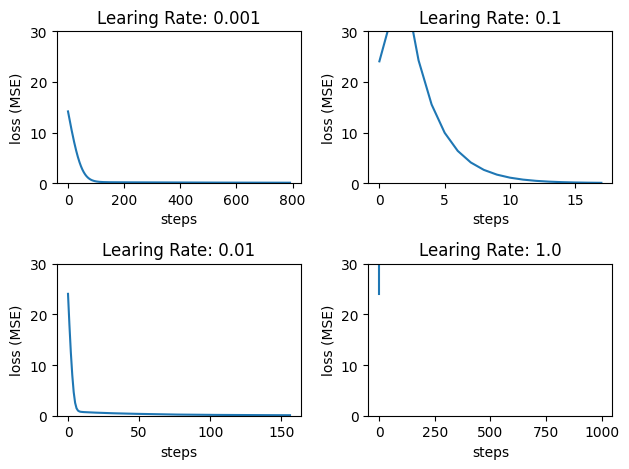 Learing Rate: 0.001
30
20
10
0
loss (MSE)
0 200 400 600 800
steps
Learing Rate: 0.1
30
20
10
0
loss (MSE)
0 5 10 15
steps
Learing Rate: 0.01
30
20
10
0
loss (MSE)
0 50 100 150
steps
Learing Rate: 1.0
30
20
10
0
loss (MSE)
0 250 500 750 1000
steps